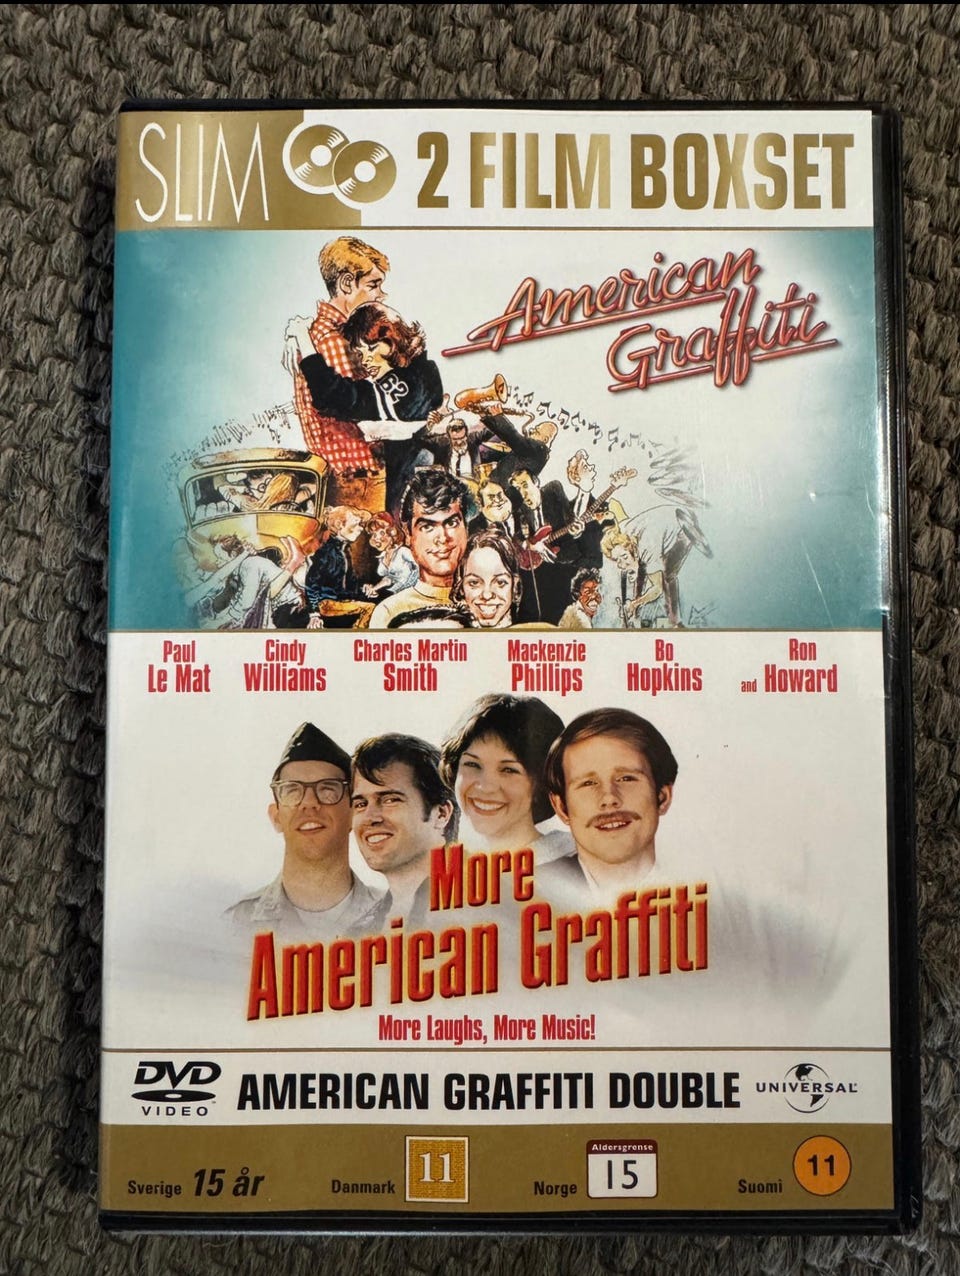 SLIM 2 FILM BOXSET
American
Graffiti
B2
Paul Cindy Charles Martin Mackenzie Bo Ron
Le Mat Williams Smith Phillips Hopkins and Howard
More
American Graffiti
More Laughs, More Music!
DVD
VIDEO
AMERICAN GRAFFITI DOUBLE
UNIVERSAL
Sverige 15 år
Danmark 11
Norge Aldersgrense 15
Suomi 11